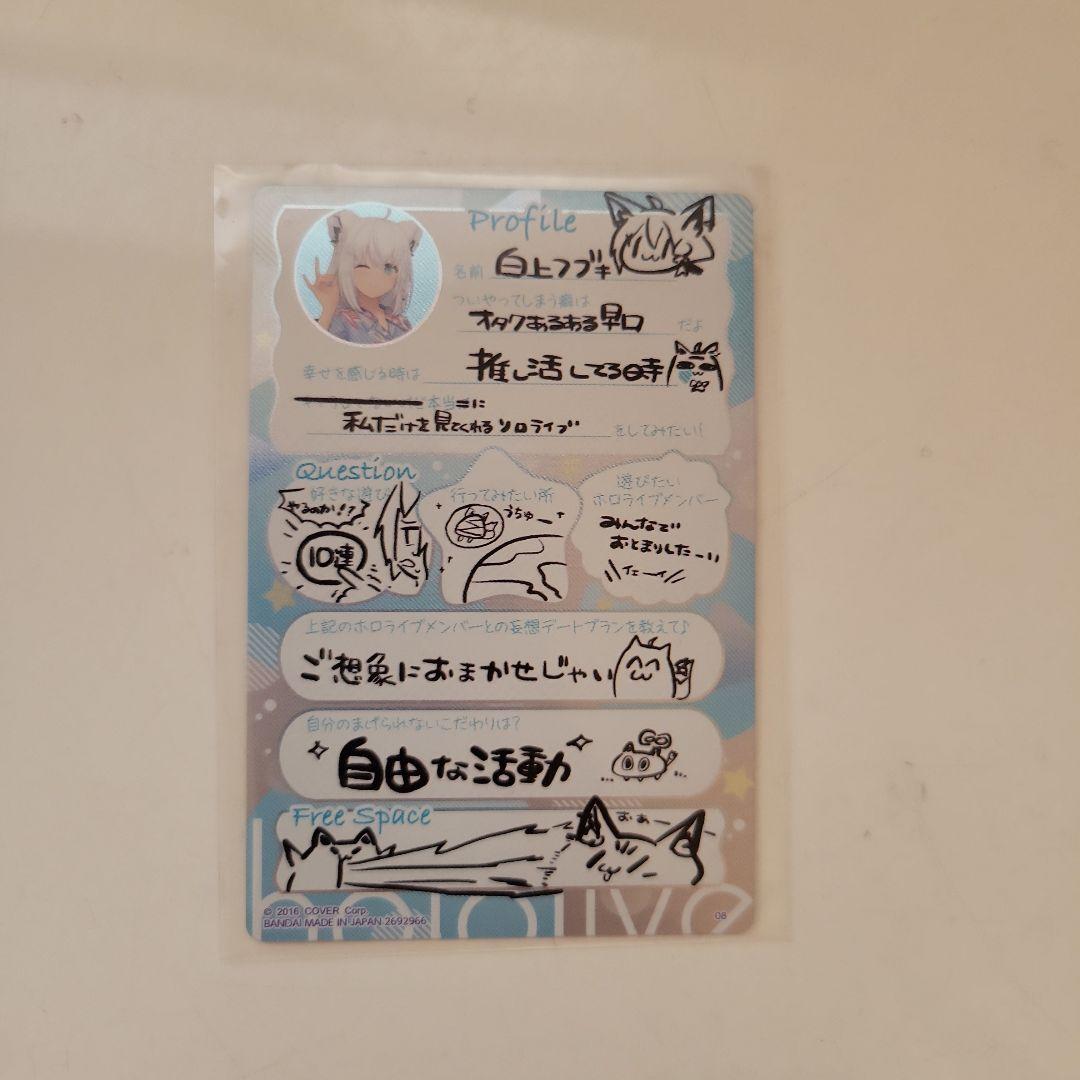 Profile
名前 白上フブキ
ついやってしまう癖は
オタクあるある早口 だよ
幸せを感じる時は 推し活してる時
本当に
私だけを見てくれるソロライブ をしてみたい!
Question
好きな遊び
やるのか!?
10連
行ってみたい所
うちゅー
遊びたい
ホロライブメンバー
みんなで
おとまりしたーい
イェーイ
上記のホロライブメンバーとの妄想デートプランを教えて♪
ご想像におまかせじゃい
自分のまげられないこだわりは?
自由な活動
Free Space
おぁー
hololive
© 2016 COVER Corp.
BANDAI MADE IN JAPAN 2692966
08